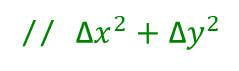 // Δx² + Δy²